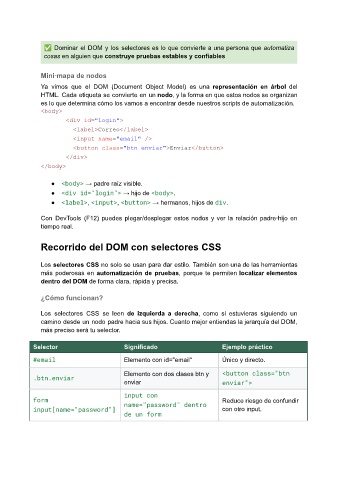 ✅ Dominar el DOM y los selectores es lo que convierte a una persona que automatiza
cosas en alguien que construye pruebas estables y confiables
Mini-mapa de nodos
Ya vimos que el DOM (Document Object Model) es una representación en árbol del
HTML. Cada etiqueta se convierte en un nodo, y la forma en que estos nodos se organizan
es lo que determina cómo los vamos a encontrar desde nuestros scripts de automatización.
<body>
<div id="login">
<label>Correo</label>
<input name="email" />
<button class="btn enviar">Enviar</button>
</div>
</body>
● <body> → padre raíz visible.
● <div id="login"> → hijo de <body>.
● <label>, <input>, <button> → hermanos, hijos de div.
Con DevTools (F12) puedes plegar/desplegar estos nodos y ver la relación padre-hijo en
tiempo real.
Recorrido del DOM con selectores CSS
Los selectores CSS no solo se usan para dar estilo. También son una de las herramientas
más poderosas en automatización de pruebas, porque te permiten localizar elementos
dentro del DOM de forma clara, rápida y precisa.
¿Cómo funcionan?
Los selectores CSS se leen de izquierda a derecha, como si estuvieras siguiendo un
camino desde un nodo padre hacia sus hijos. Cuanto mejor entiendas la jerarquía del DOM,
más preciso será tu selector.
Selector Significado Ejemplo práctico
#email Elemento con id="email" Único y directo.
.btn.enviar Elemento con dos clases btn y
enviar <button class="btn
enviar">
form
input[name="password"] input con
name="password" dentro
de un form Reduce riesgo de confundir
con otro input.